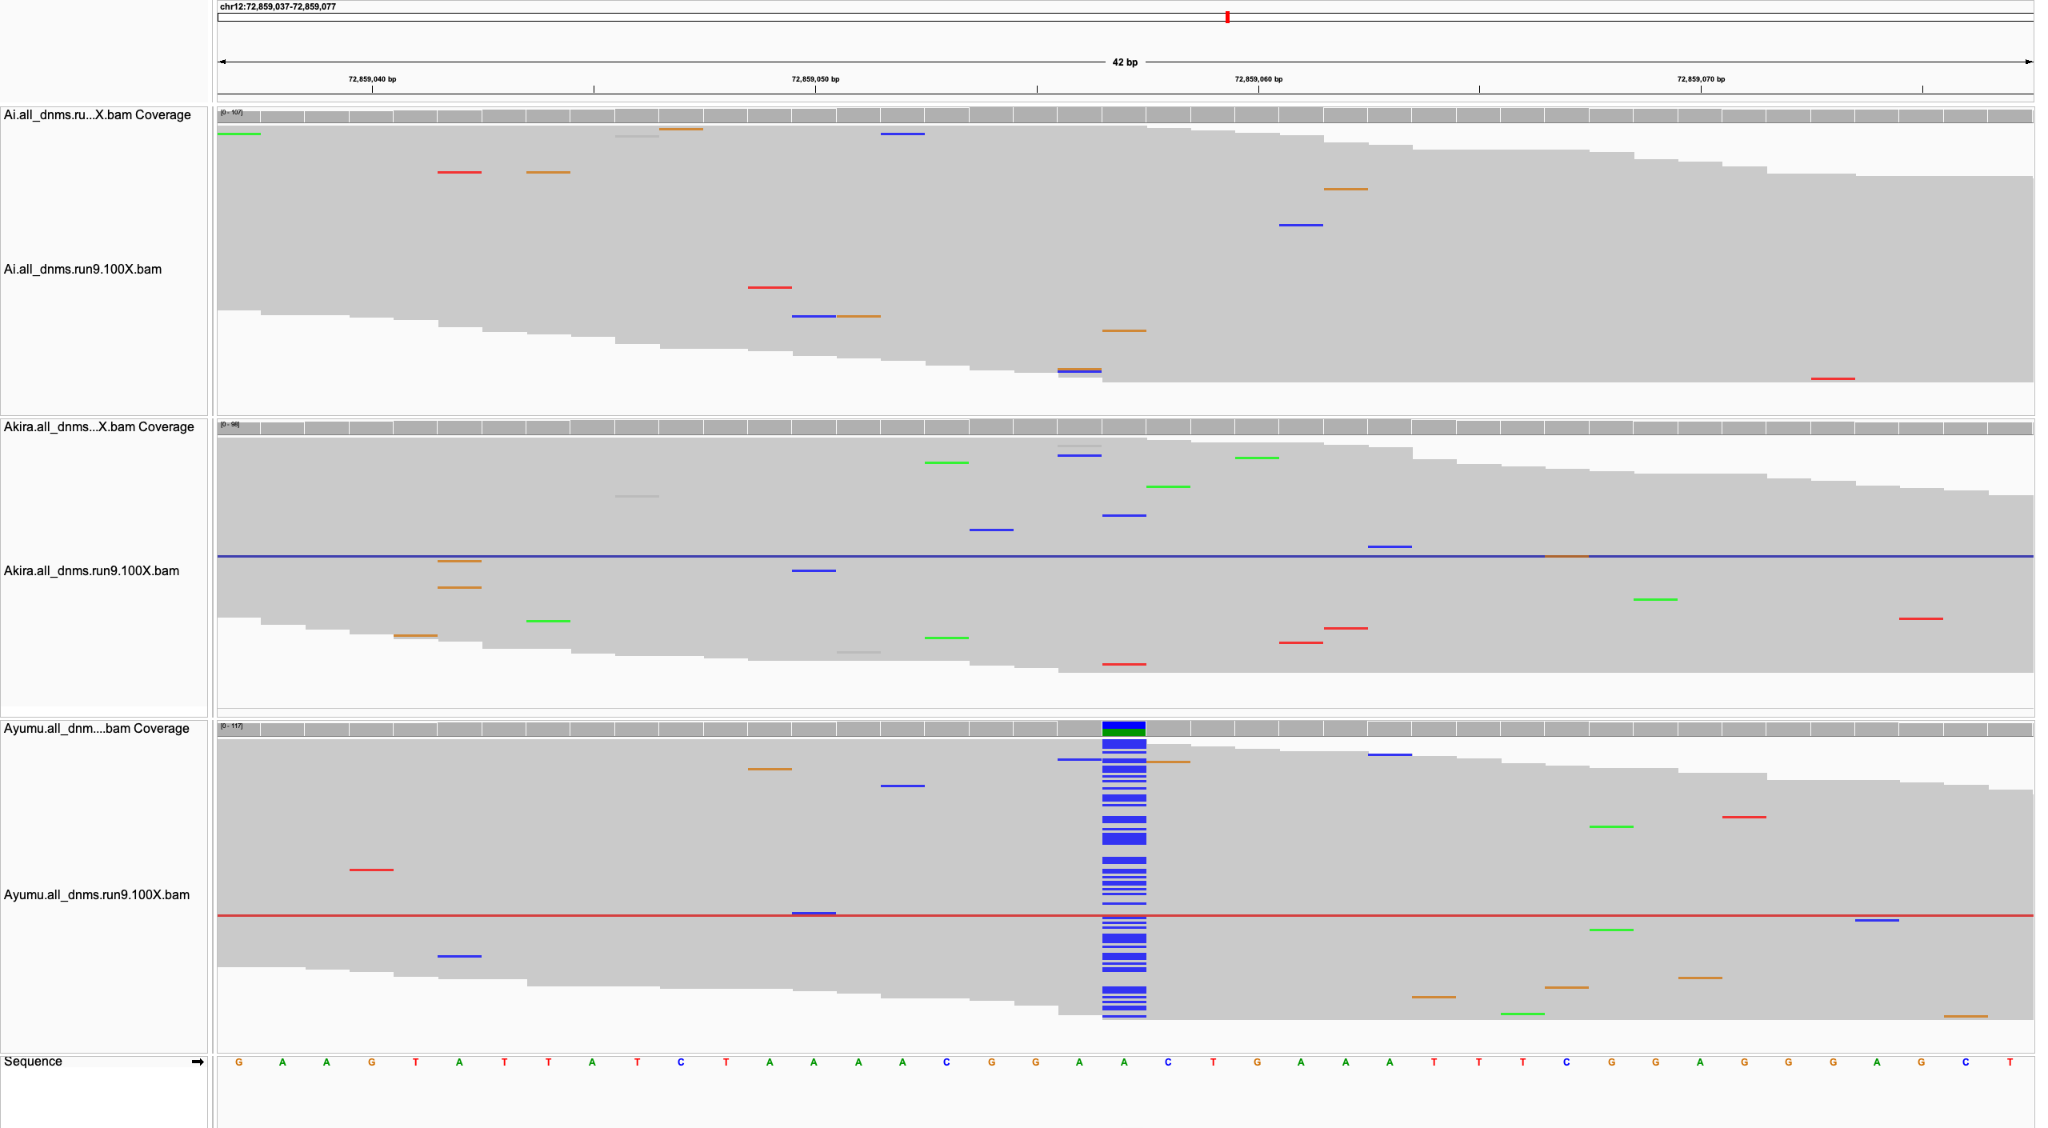 chr12:72,859,037-72,859,077
42 bp
72,859,040 bp 72,859,050 bp 72,859,060 bp 72,859,070 bp
Ai.all_dnms.ru...X.bam Coverage [0 - 107]
Ai.all_dnms.run9.100X.bam
Akira.all_dnms...X.bam Coverage [0 - 98]
Akira.all_dnms.run9.100X.bam
Ayumu.all_dnm....bam Coverage [0 - 117]
Ayumu.all_dnms.run9.100X.bam
Sequence G A A G T A T T A T C T A A A A C G G A A C T G A A A T T T C G G A G G G A G C T